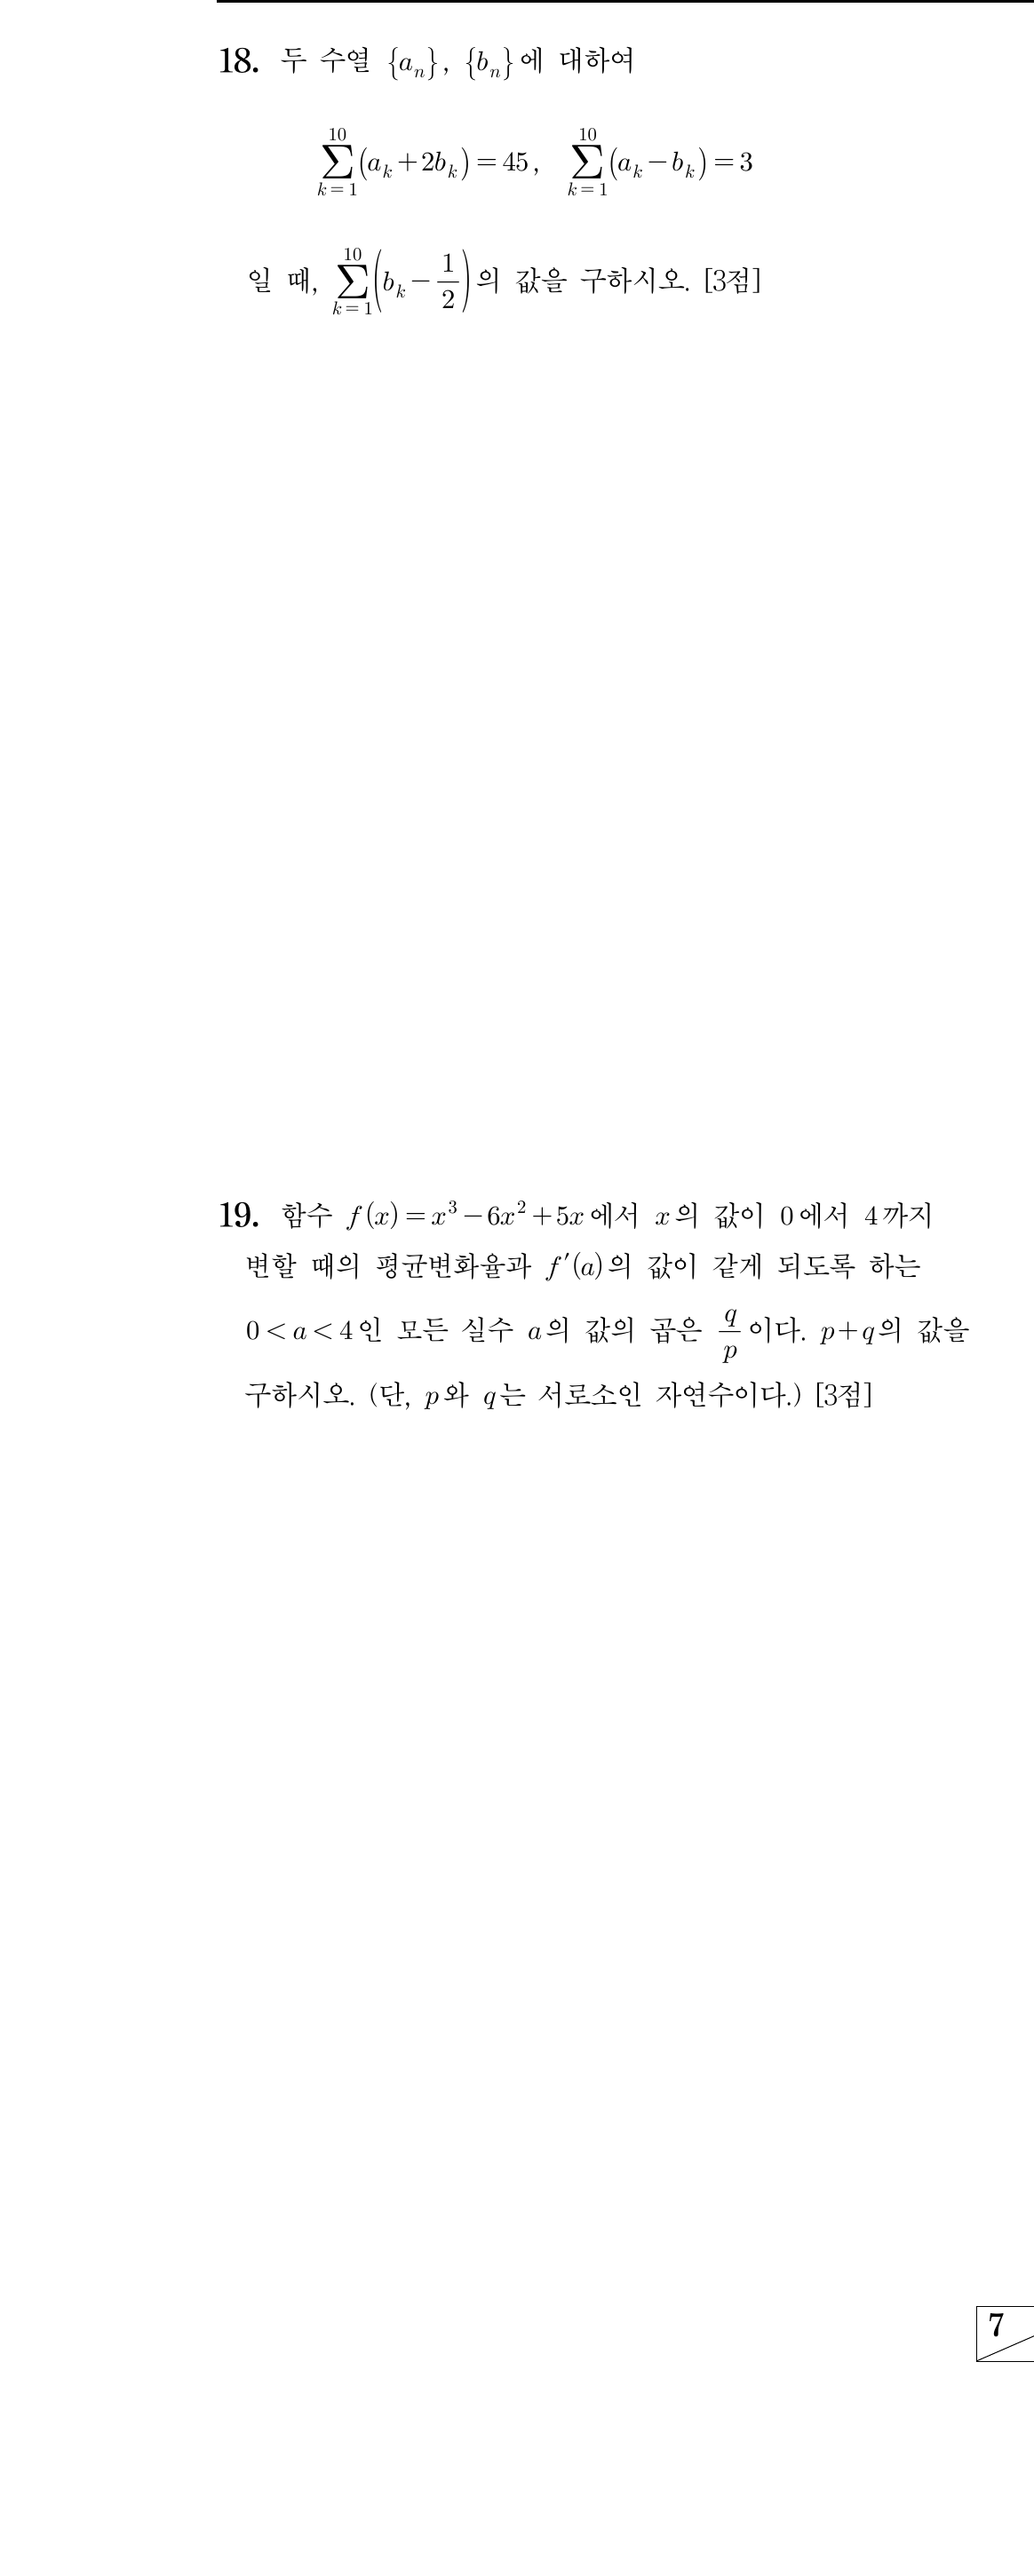 18. 두 수열 $\{a_n\}$, $\{b_n\}$에 대하여
$\sum_{k=1}^{10}(a_k+2b_k)=45$, $\sum_{k=1}^{10}(a_k-b_k)=3$
일 때, $\sum_{k=1}^{10}\left(b_k-\frac{1}{2}\right)$의 값을 구하시오. [3점]
19. 함수 $f(x)=x^3-6x^2+5x$에서 $x$의 값이 0에서 4까지
변할 때의 평균변화율과 $f'(a)$의 값이 같게 되도록 하는
$0<a<4$인 모든 실수 $a$의 값의 곱은 $\frac{q}{p}$이다. $p+q$의 값을
구하시오. (단, $p$와 $q$는 서로소인 자연수이다.) [3점]
7